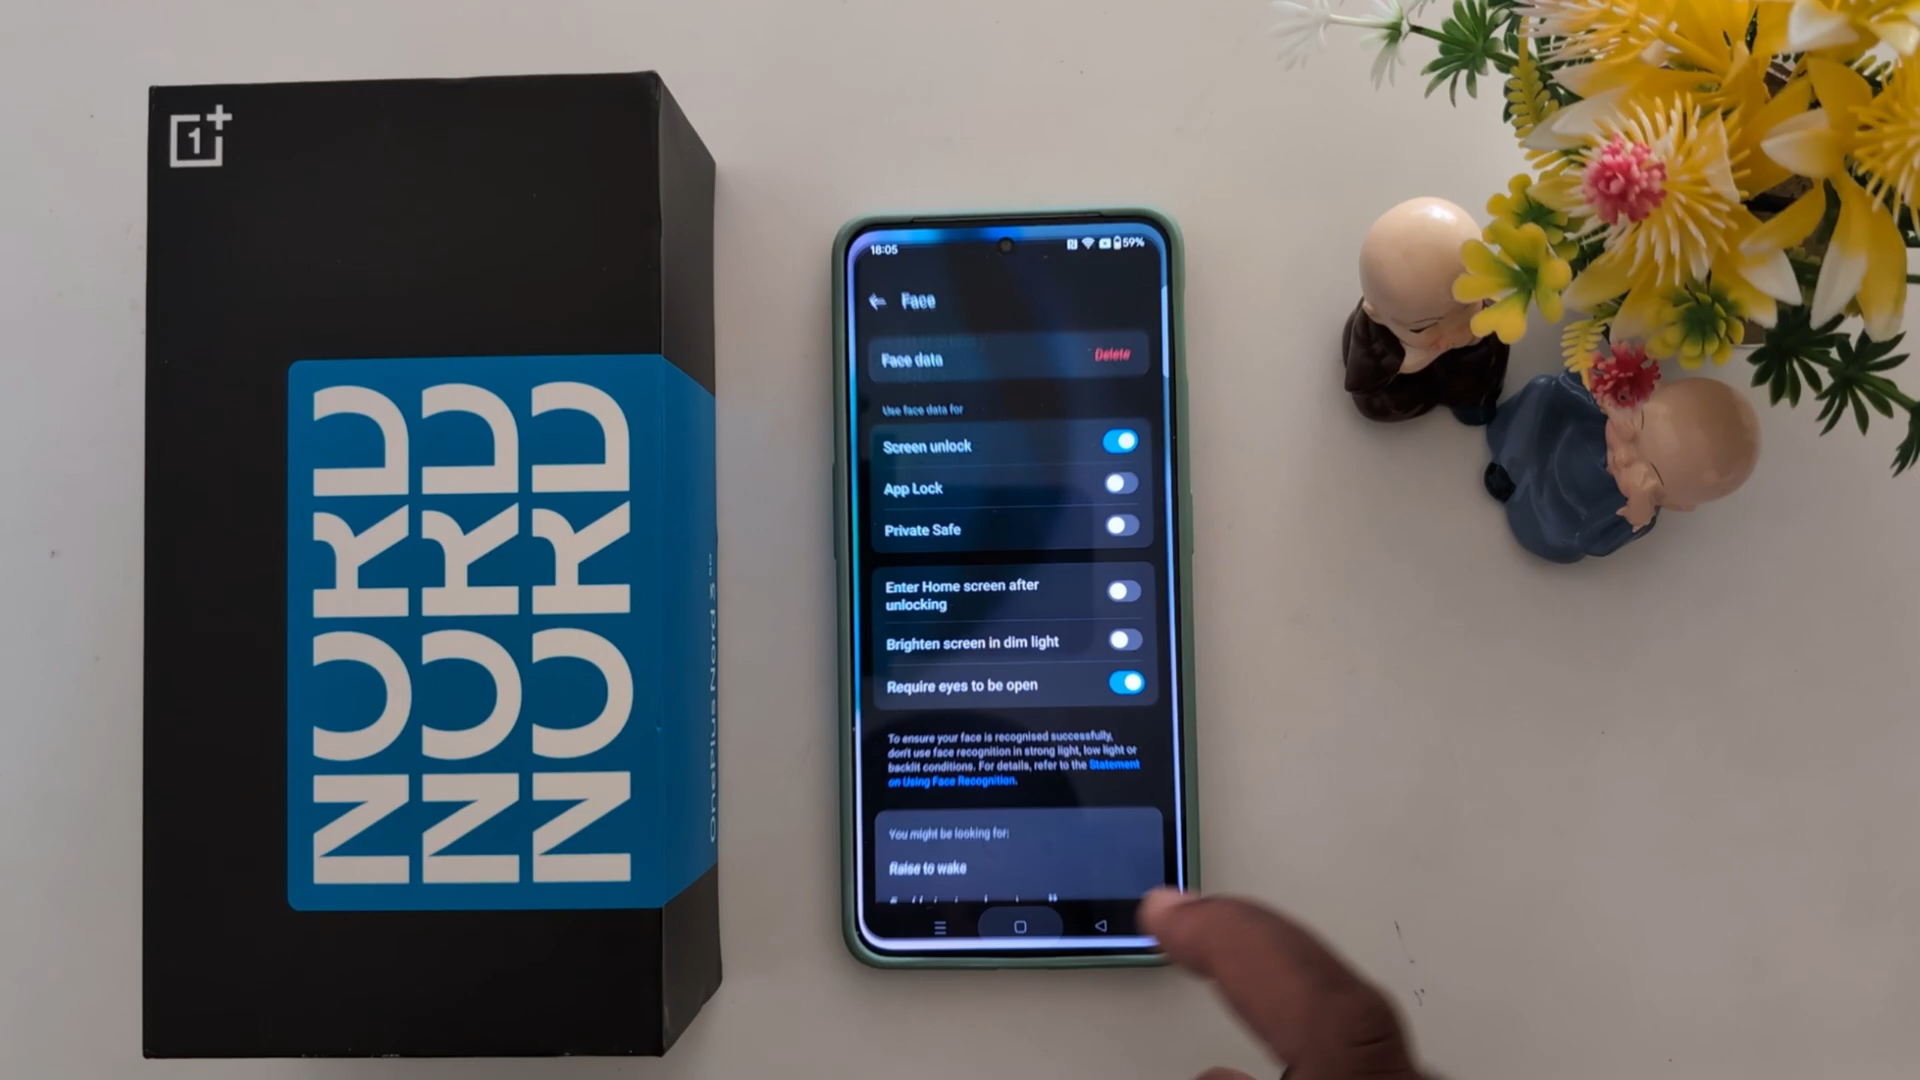 1+
NORD
NORD
NORD
OnePlus Nord 3 5G
18:05
59%
Face
Face data
Delete
Use face data for
Screen unlock
App Lock
Private Safe
Enter Home screen after
unlocking
Brighten screen in dim light
Require eyes to be open
To ensure your face is recognised successfully,
don't use face recognition in strong light, low light or
backlit conditions. For details, refer to the Statement
on Using Face Recognition.
You might be looking for:
Raise to wake